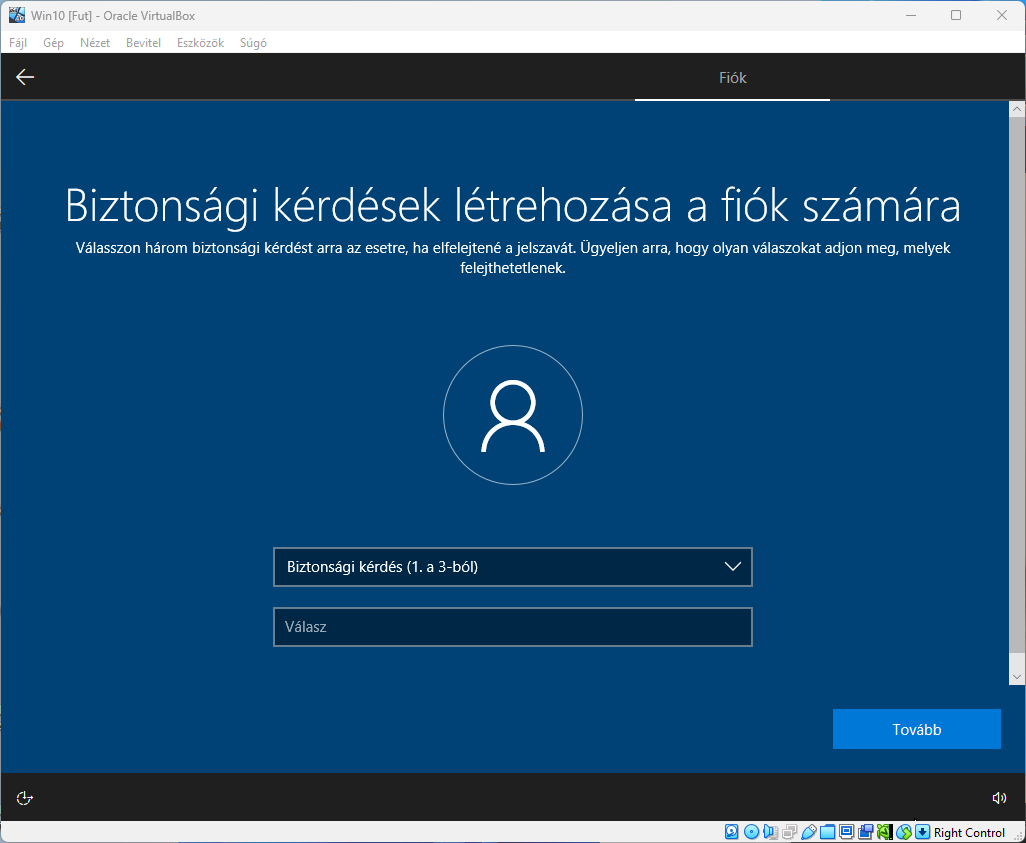 Win10 [Fut] - Oracle VirtualBox
Fájl Gép Nézet Bevitel Eszközök Súgó
Fiók
Biztonsági kérdések létrehozása a fiók számára
Válasszon három biztonsági kérdést arra az esetre, ha elfelejtené a jelszavát. Ügyeljen arra, hogy olyan válaszokat adjon meg, melyek
felejthetetlenek.
Biztonsági kérdés (1. a 3-ból)
Válasz
Tovább
Right Control